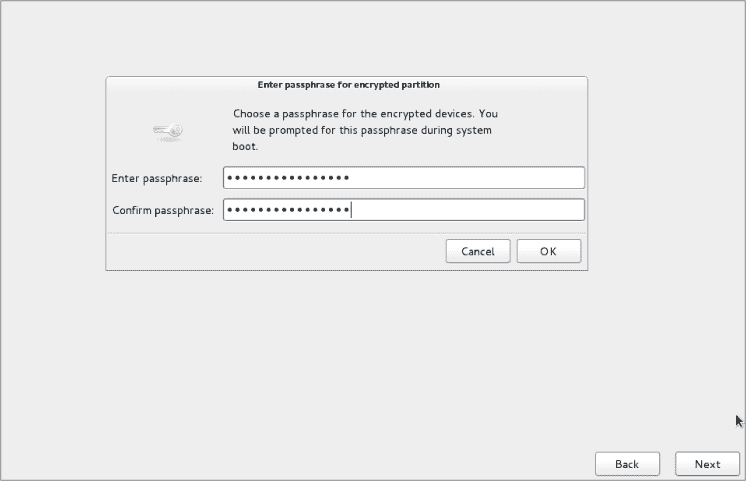 Enter passphrase for encrypted partition
Choose a passphrase for the encrypted devices. You
will be prompted for this passphrase during system
boot.
Enter passphrase: ••••••••••••••••
Confirm passphrase: ••••••••••••••••
Cancel OK
Back Next